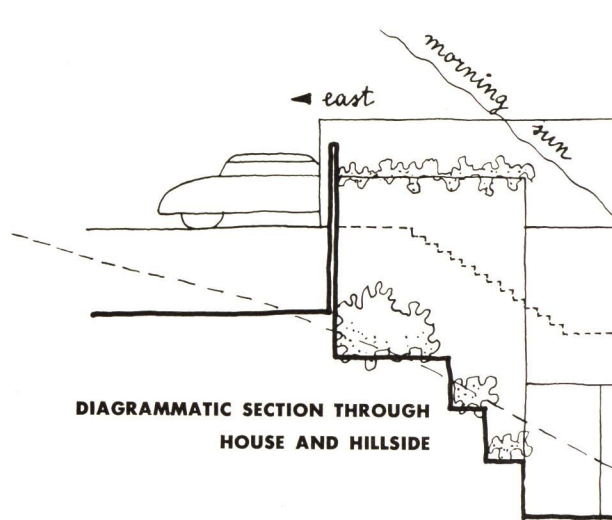 morning
sun
◄ east
DIAGRAMMATIC SECTION THROUGH
HOUSE AND HILLSIDE